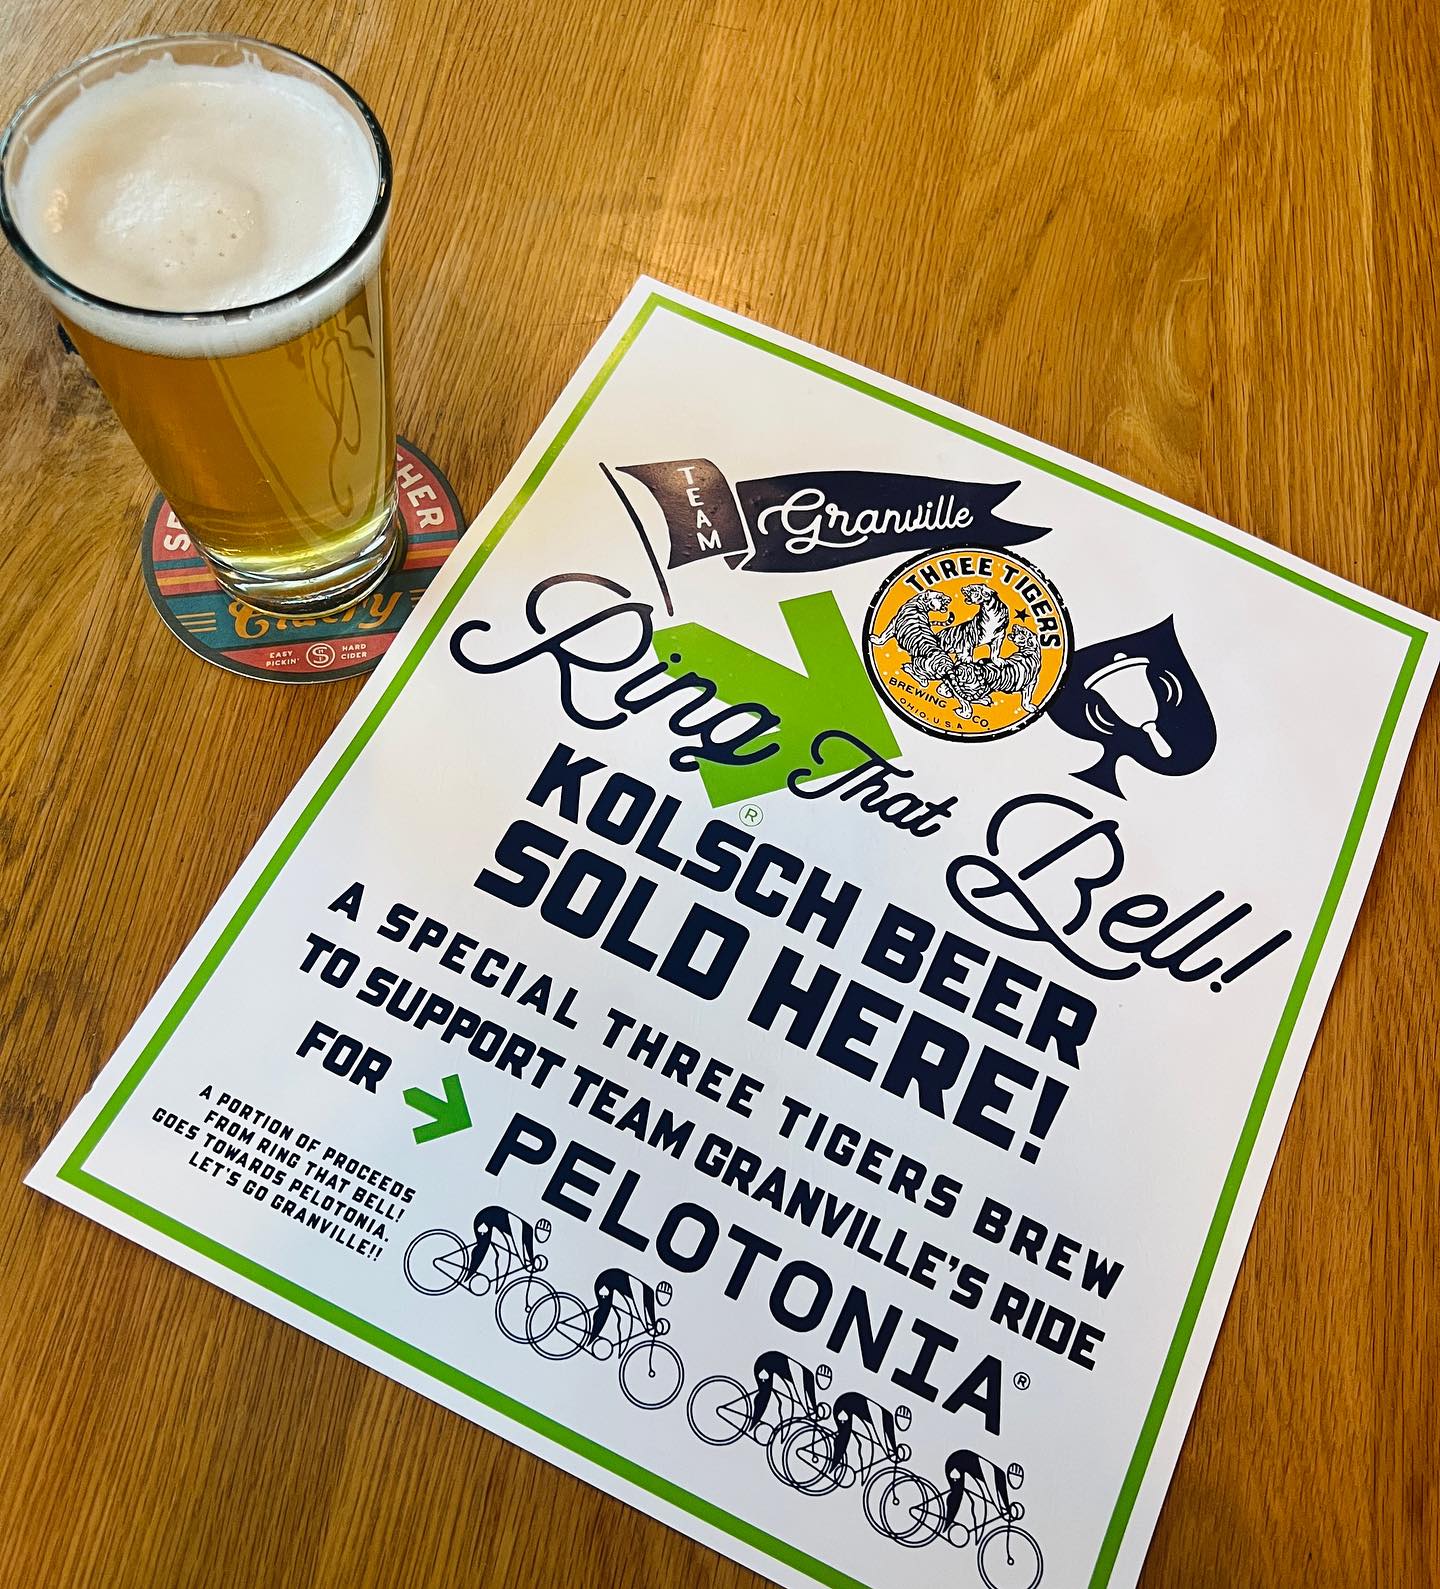 TEAM
Granville
THREE TIGERS
BREWING CO.
OHIO, U.S.A.
Ring That Bell!
®
KOLSCH BEER
SOLD HERE!
A SPECIAL THREE TIGERS BREW
TO SUPPORT TEAM GRANVILLE'S RIDE
FOR → PELOTONIA®
A PORTION OF PROCEEDS
FROM RING THAT BELL!
GOES TOWARDS PELOTONIA.
LET'S GO GRANVILLE!!
EASY
PICKIN'
S
HARD
CIDER